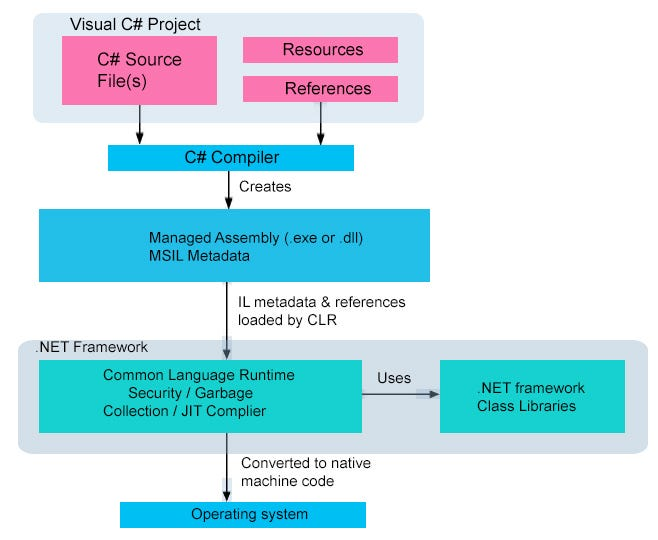 Visual C# Project
C# Source
File(s)
Resources
References
C# Compiler
Creates
Managed Assembly (.exe or .dll)
MSIL Metadata
IL metadata & references
loaded by CLR
.NET Framework
Common Language Runtime
Security / Garbage
Collection / JIT Complier
Uses
.NET framework
Class Libraries
Converted to native
machine code
Operating system